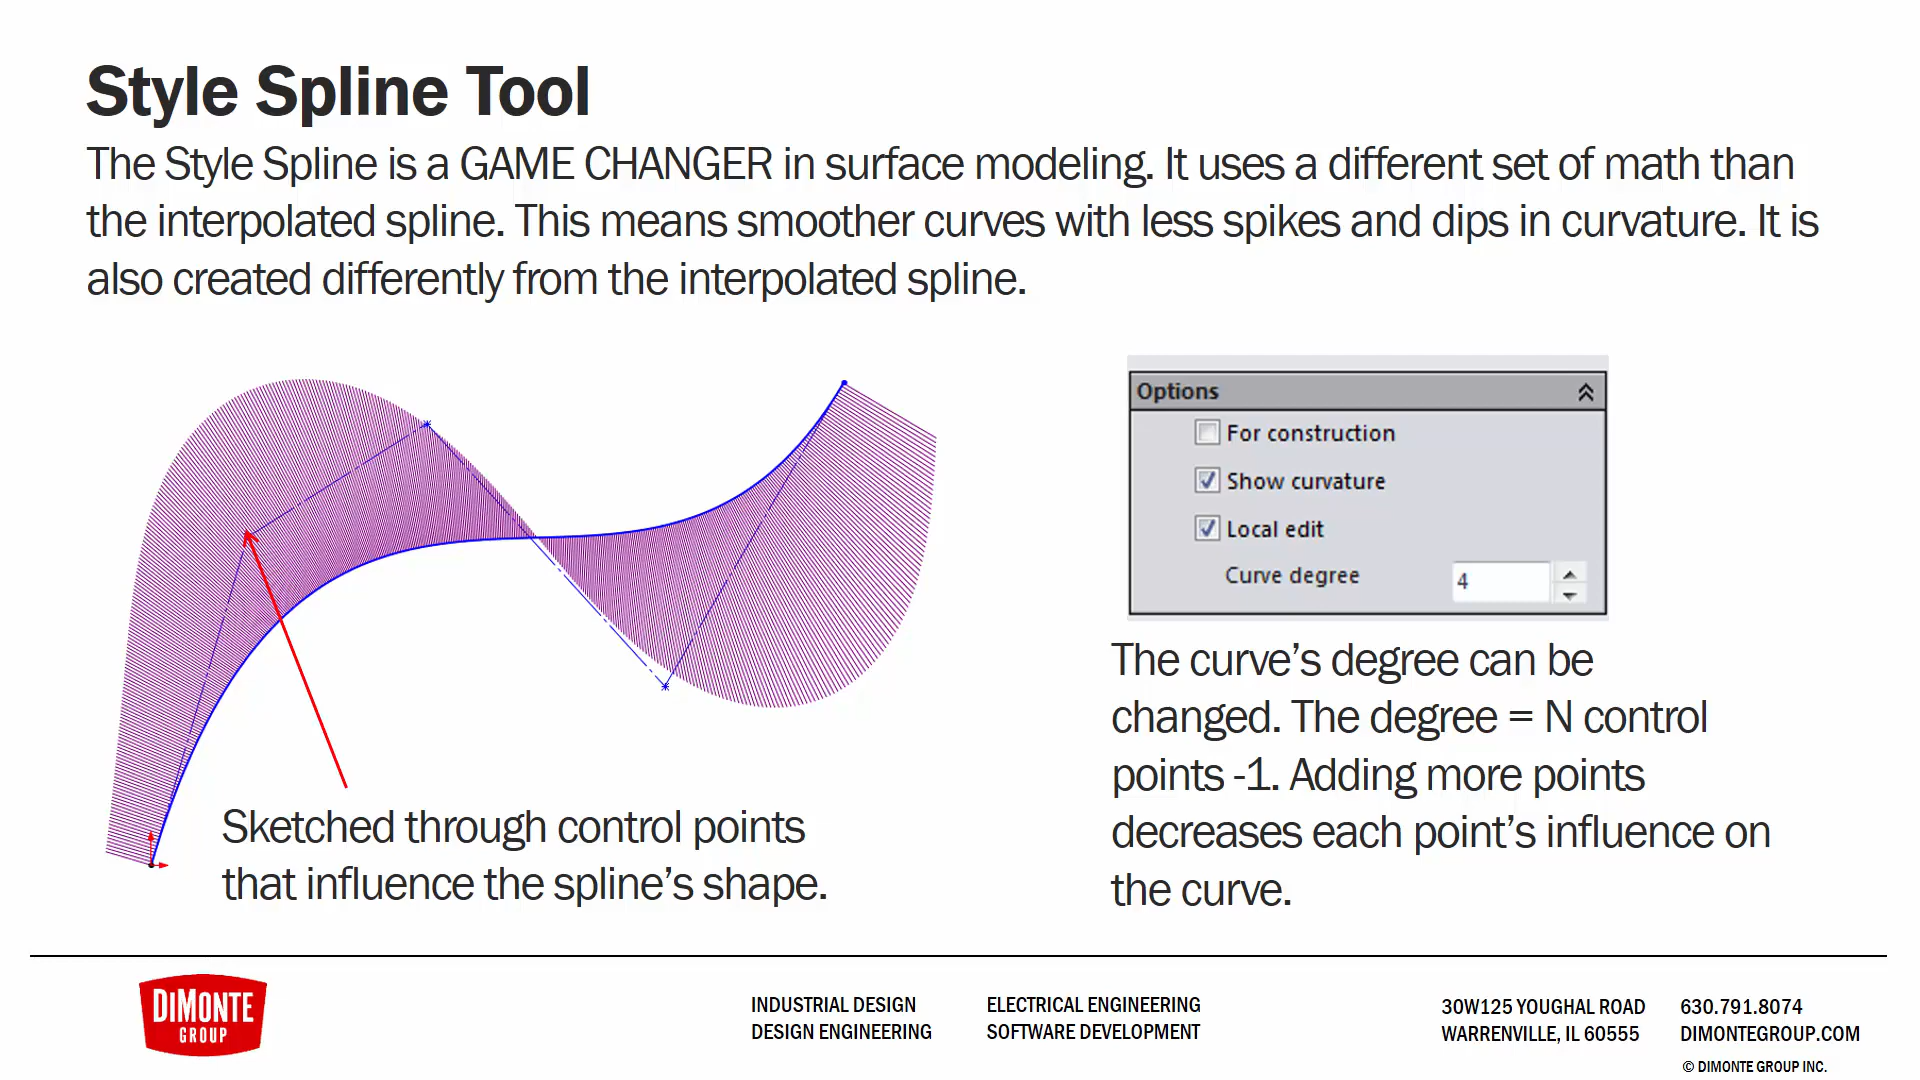 Style Spline Tool
The Style Spline is a GAME CHANGER in surface modeling. It uses a different set of math than
the interpolated spline. This means smoother curves with less spikes and dips in curvature. It is
also created differently from the interpolated spline.
Options
For construction
Show curvature
Local edit
Curve degree 4
Sketched through control points
that influence the spline’s shape.
The curve’s degree can be
changed. The degree = N control
points -1. Adding more points
decreases each point’s influence on
the curve.
DIMONTE
GROUP
INDUSTRIAL DESIGN
DESIGN ENGINEERING
ELECTRICAL ENGINEERING
SOFTWARE DEVELOPMENT
30W125 YOUGHAL ROAD
WARRENVILLE, IL 60555
630.791.8074
DIMONTEGROUP.COM
© DIMONTE GROUP INC.